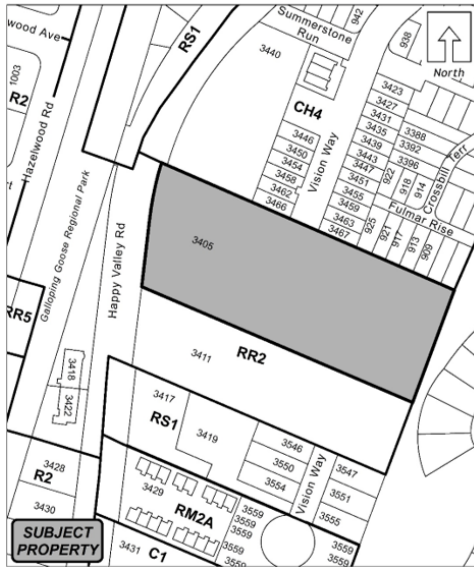 wood Ave
Summerstone
Run
942
938
North
RS1
3440
1003
R2
Hazelwood Rd
Galloping Goose Regional Park
Happy Valley Rd
CH4
Vision Way
3423
3427
3431
3435
3439
3443
3447
3451
3455
3459
3463
3467
3388
3392
3396
922
918
914
Crossbill Terr
Fulmar Rise
925
921
917
913
909
3446
3450
3454
3458
3462
3466
3405
RR5
3411
RR2
3418
3422
3417
RS1
3419
3546
3550
3554
Vision Way
3547
3551
3555
3428
R2
3430
3429
RM2A
3559
3559
3559
3559
3559
3559
3559
3431
C1
SUBJECT
PROPERTY